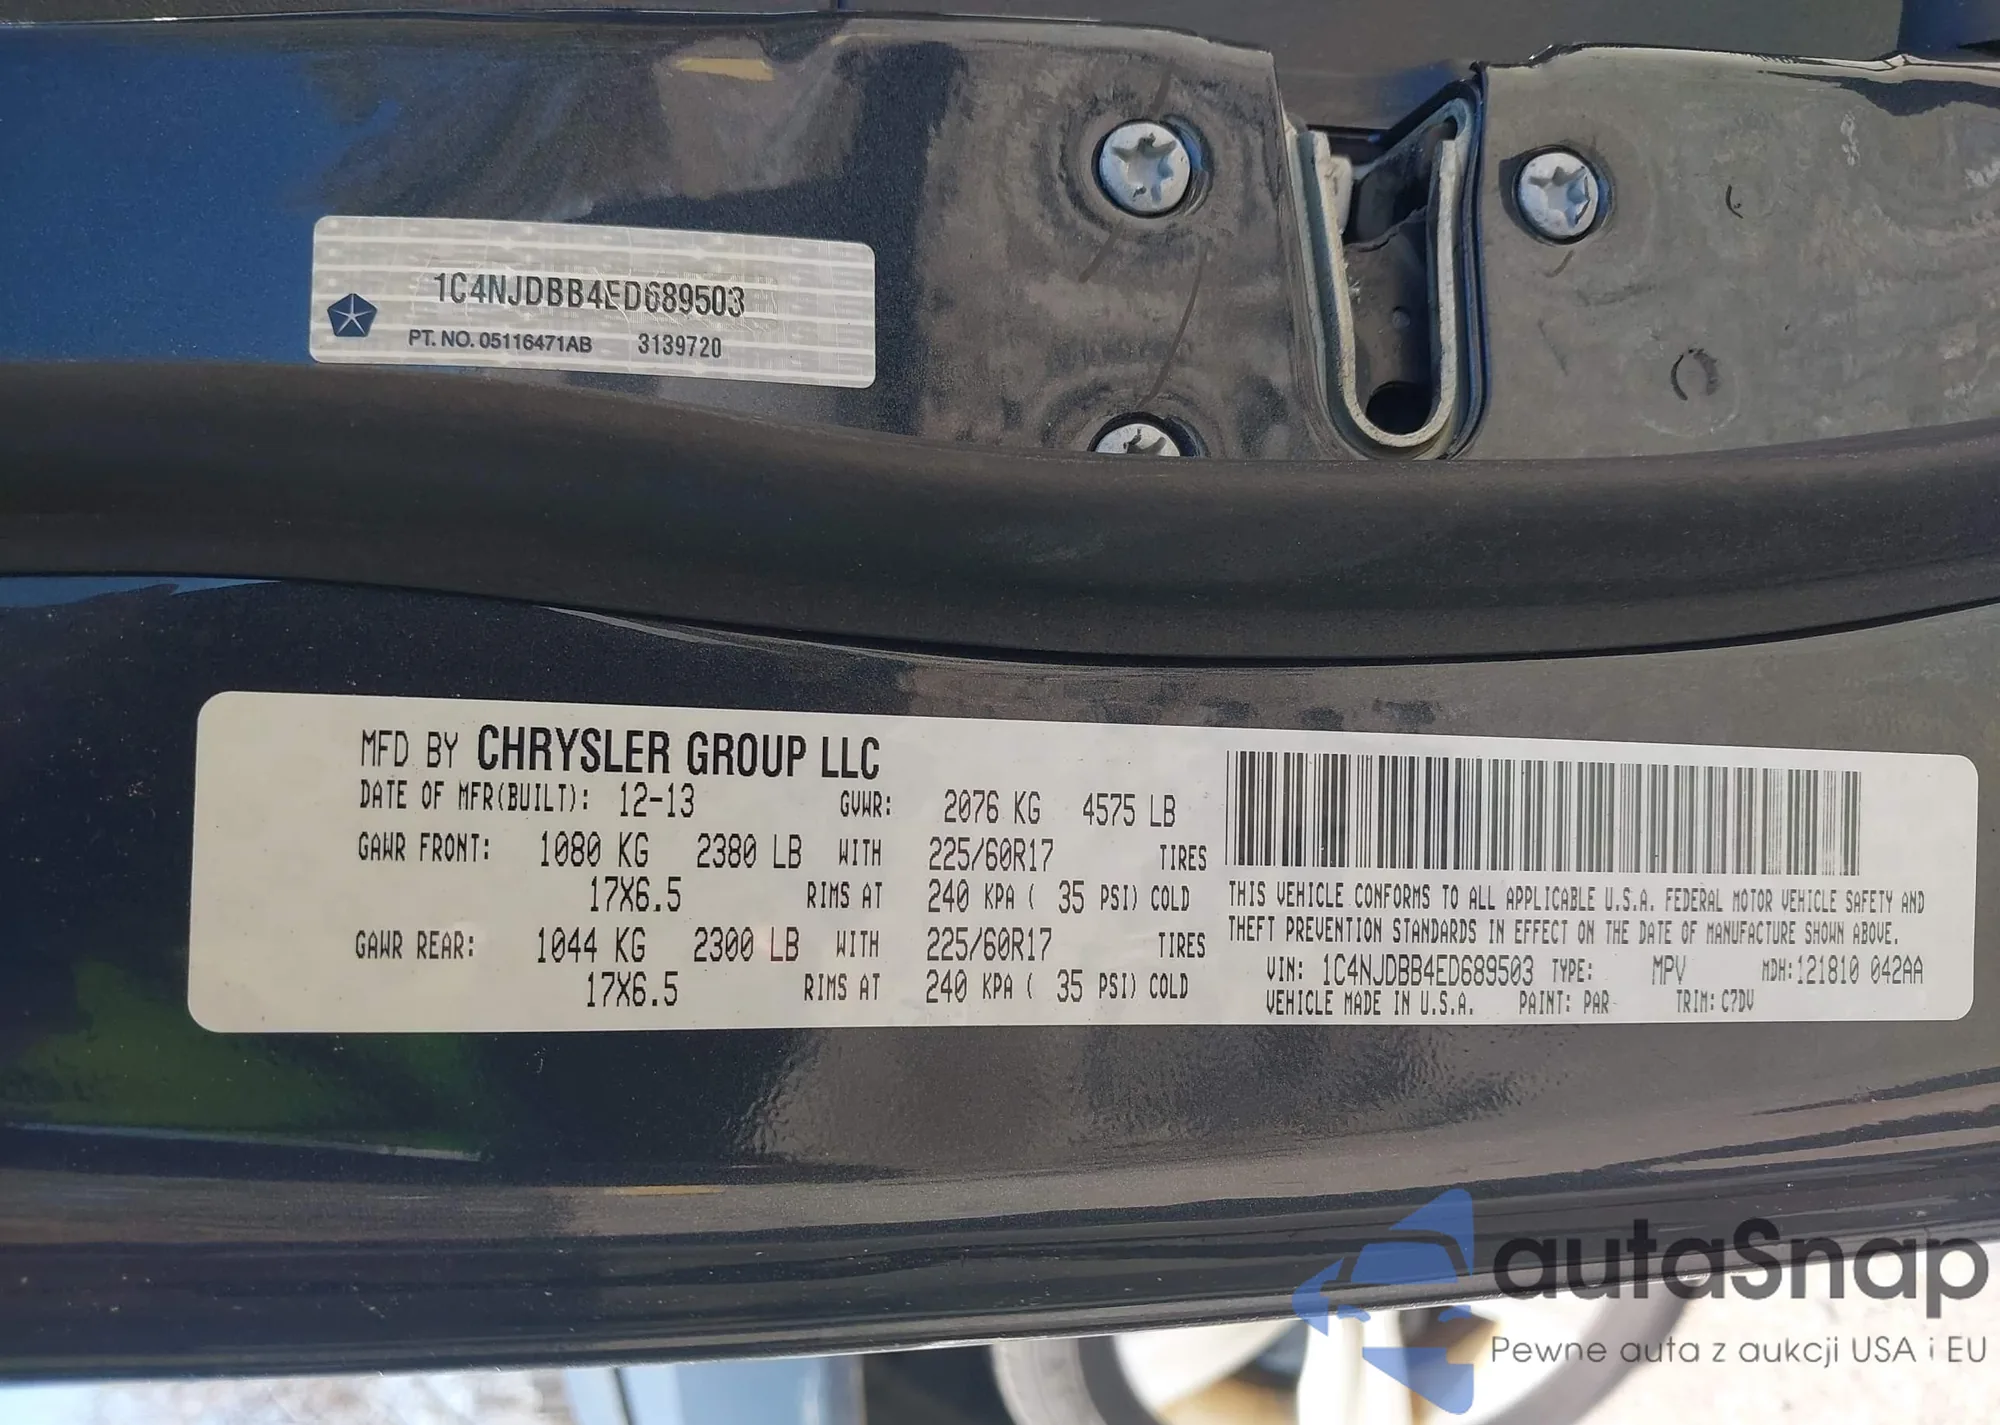 1C4NJDBB4ED689503
PT. NO. 05116471AB 3139720
MFD BY CHRYSLER GROUP LLC
DATE OF MFR(BUILT): 12-13 GVWR: 2076 KG 4575 LB
GAWR FRONT: 1080 KG 2380 LB WITH 225/60R17 TIRES
17X6.5 RIMS AT 240 KPA ( 35 PSI) COLD
GAWR REAR: 1044 KG 2300 LB WITH 225/60R17 TIRES
17X6.5 RIMS AT 240 KPA ( 35 PSI) COLD
THIS VEHICLE CONFORMS TO ALL APPLICABLE U.S.A. FEDERAL MOTOR VEHICLE SAFETY AND
THEFT PREVENTION STANDARDS IN EFFECT ON THE DATE OF MANUFACTURE SHOWN ABOVE.
VIN: 1C4NJDBB4ED689503 TYPE: MPV MDH:121810 042AA
VEHICLE MADE IN U.S.A. PAINT: PAR TRIM: C7DV
autaSnap
Pewne auta z aukcji USA i EU